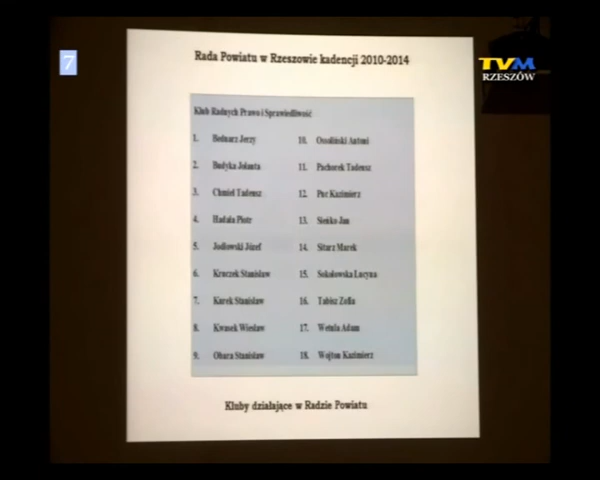 7
TVM
RZESZÓW
Rada Powiatu w Rzeszowie kadencji 2010-2014
Klub Radnych Prawo i Sprawiedliwość
1. Bednarz Jerzy
2. Budyka Jolanta
3. Chmiel Tadeusz
4. Hadała Piotr
5. Jodłowski Józef
6. Kruczek Stanisław
7. Kurek Stanisław
8. Kwasek Wiesław
9. Obara Stanisław
10. Ossoliński Antoni
11. Pachorek Tadeusz
12. Puc Kazimierz
13. Sieńko Jan
14. Sitarz Marek
15. Sokołowska Lucyna
16. Tabisz Zofia
17. Wetula Adam
18. Wojton Kazimierz
Kluby działające w Radzie Powiatu